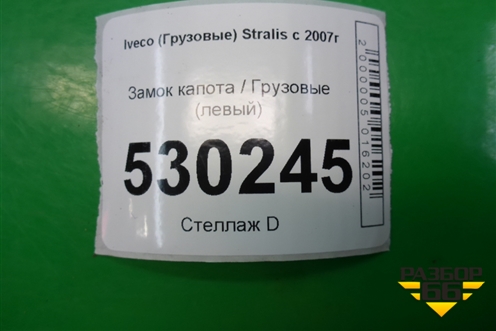 Iveco (Грузовые) Stralis с 2007г
Замок капота / Грузовые
(левый)
530245
Стеллаж D
2000005016202
РАЗБОР
66